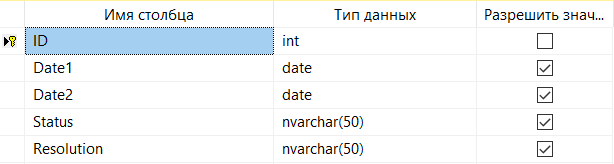 Имя столбца Тип данных Разрешить знач...
ID int
Date1 date
Date2 date
Status nvarchar(50)
Resolution nvarchar(50)